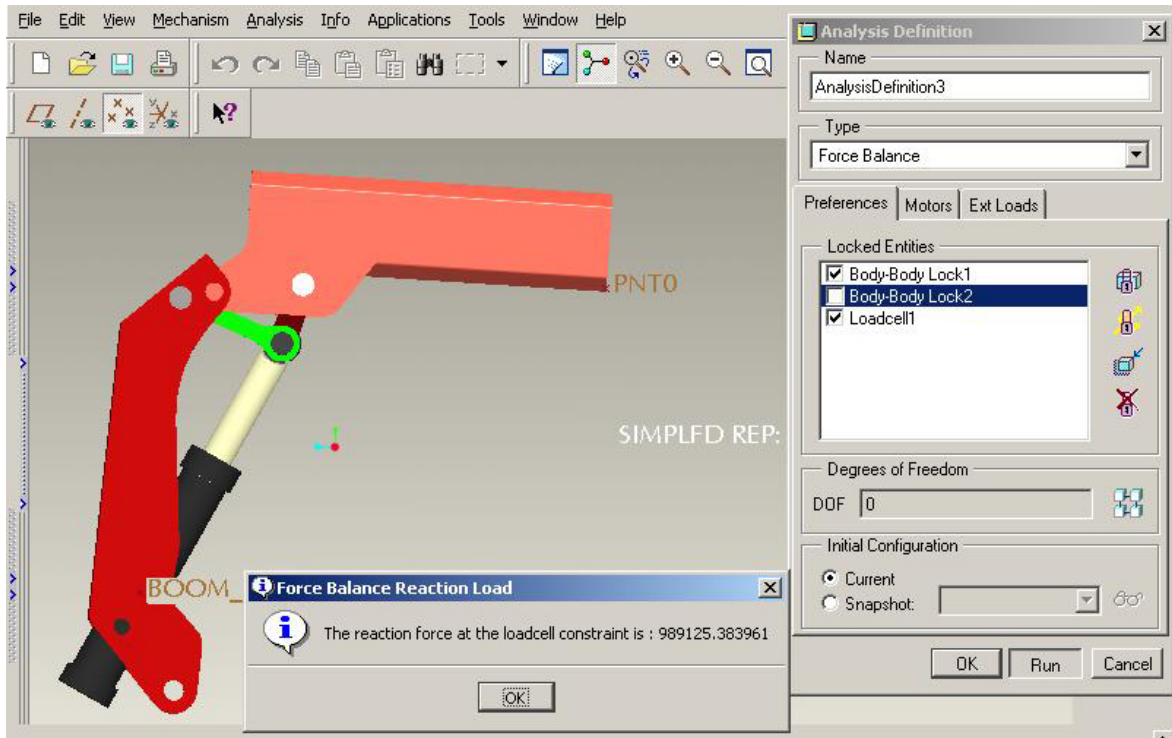 File Edit View Mechanism Analysis Info Applications Tools Window Help
PNT0
SIMPLFD REP:
BOOM_
Force Balance Reaction Load
The reaction force at the loadcell constraint is : 989125.383961
OK
Analysis Definition
Name
AnalysisDefinition3
Type
Force Balance
Preferences Motors Ext Loads
Locked Entities
Body-Body Lock1
Body-Body Lock2
Loadcell1
Degrees of Freedom
DOF 0
Initial Configuration
Current
Snapshot:
OK Run Cancel